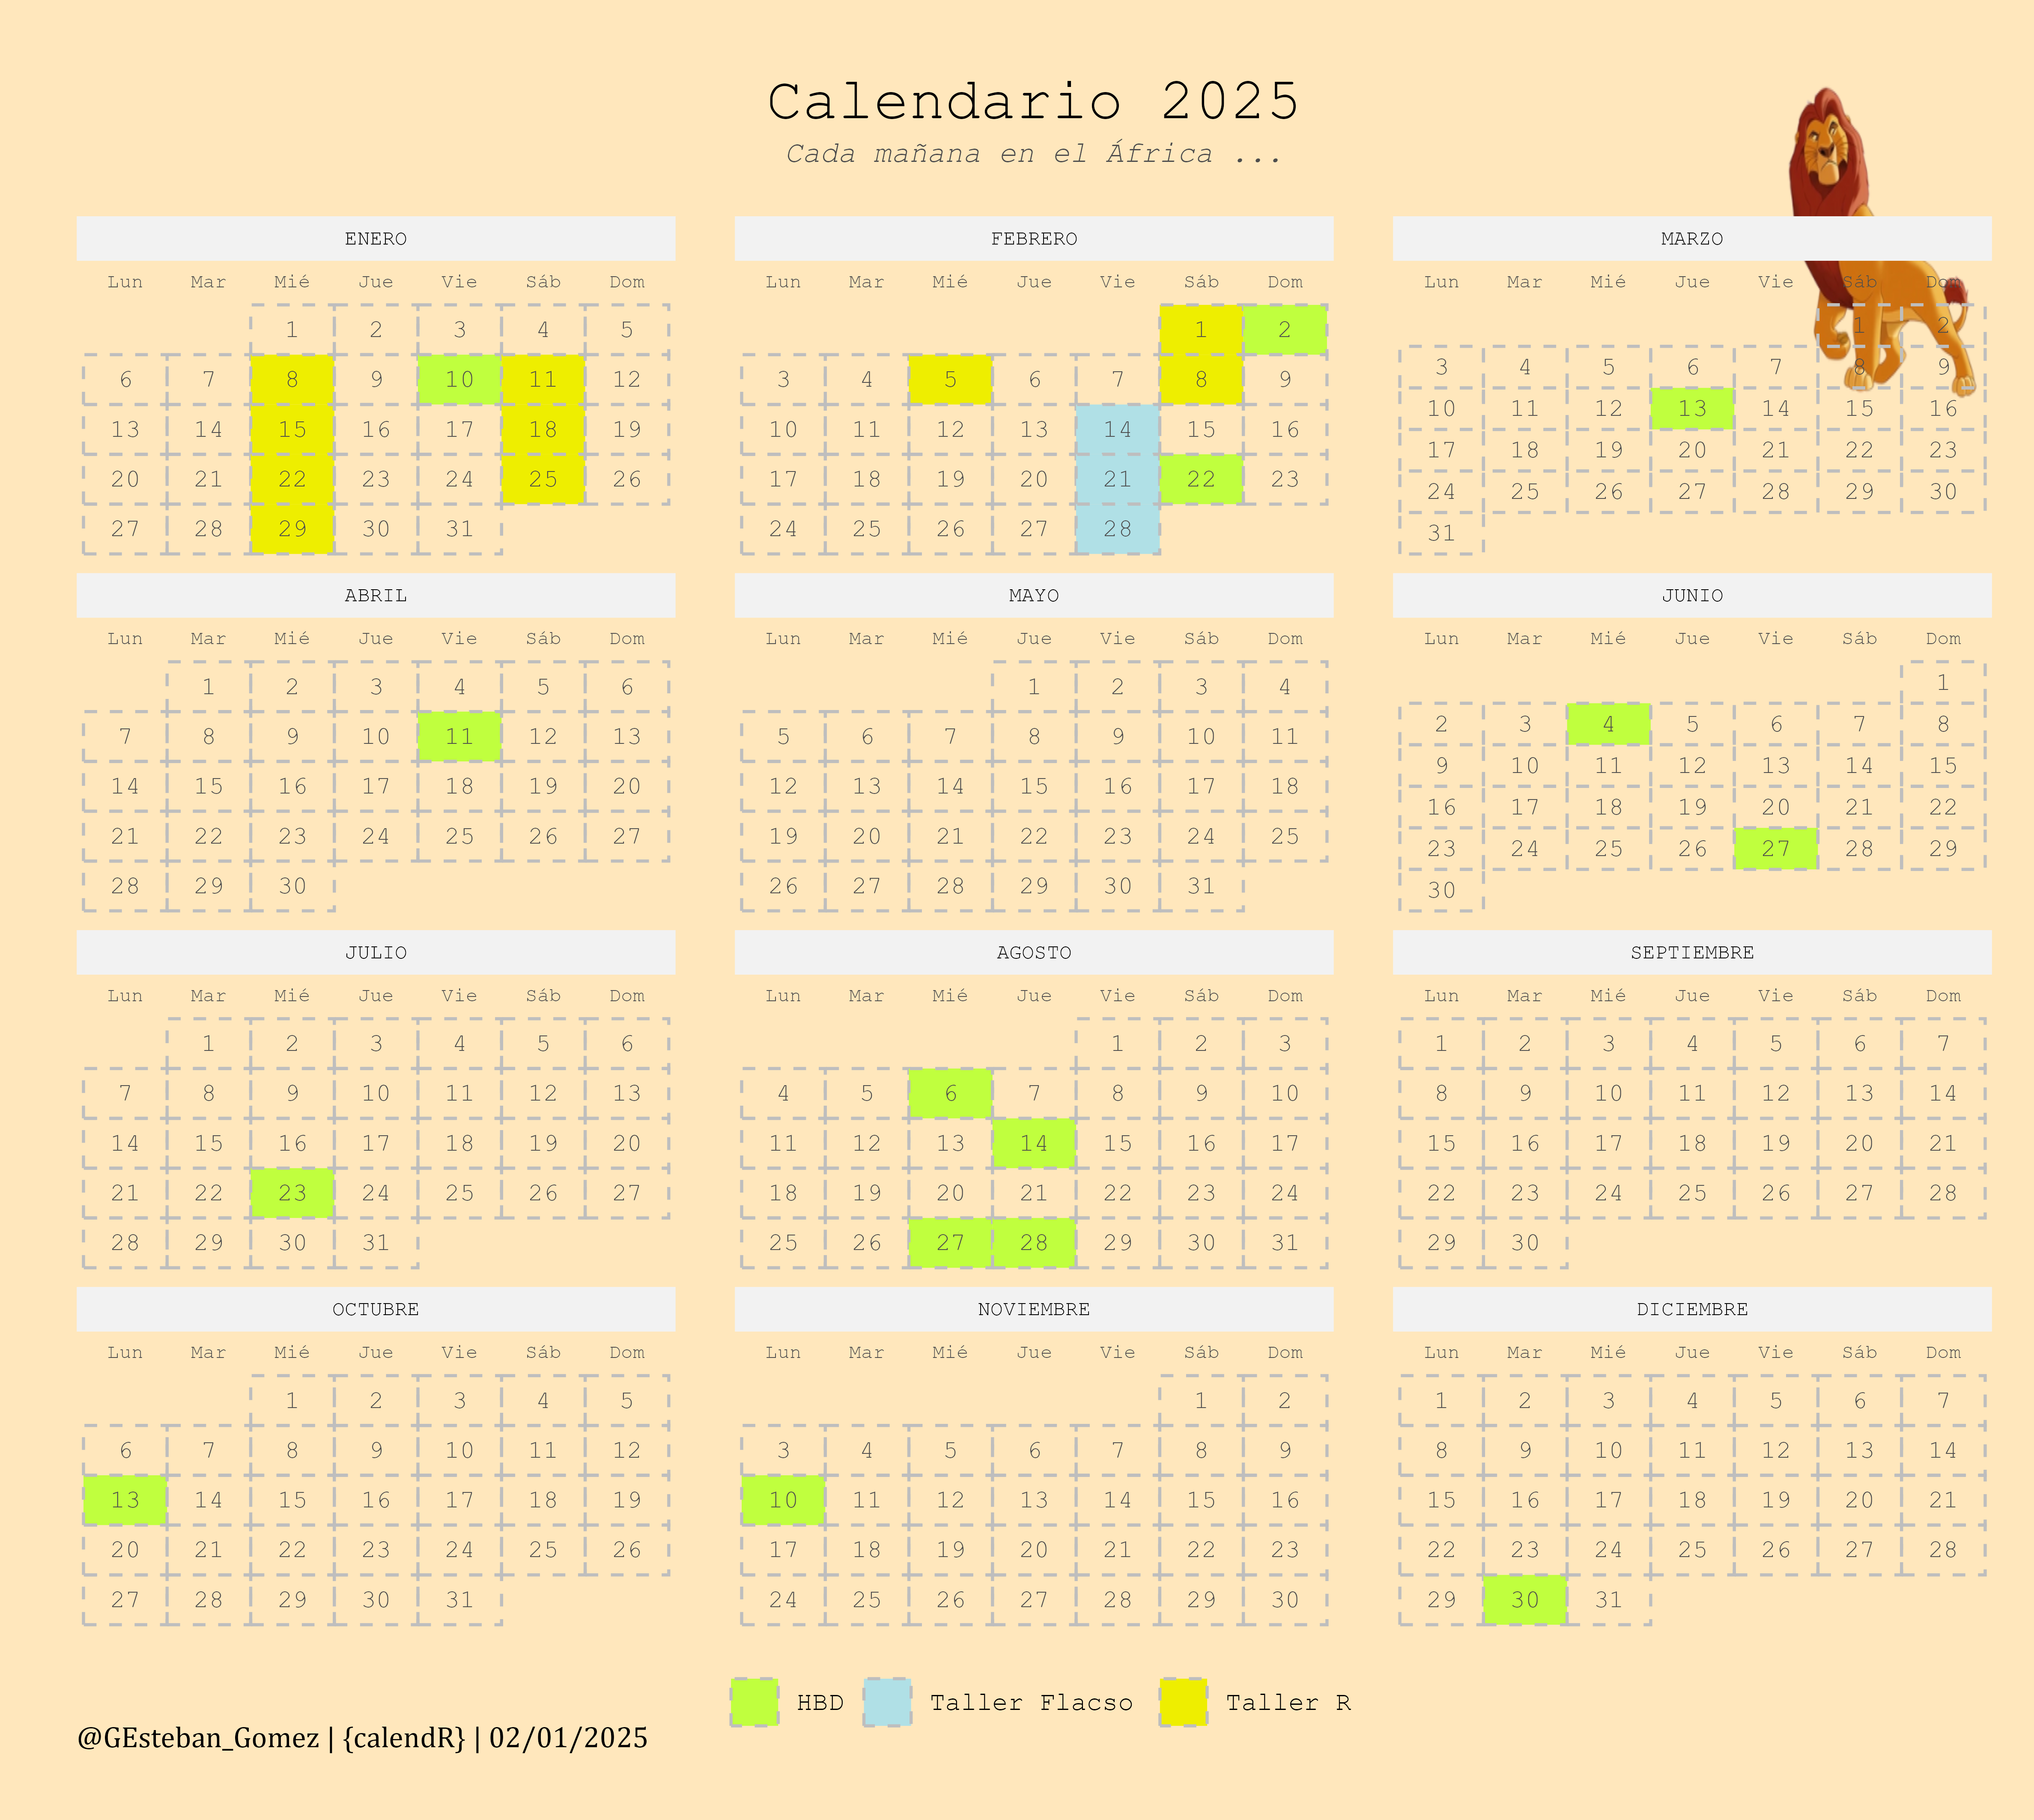 Calendario 2025
Cada mañana en el África ...
ENERO
Lun Mar Mié Jue Vie Sáb Dom
1 2 3 4 5
6 7 8 9 10 11 12
13 14 15 16 17 18 19
20 21 22 23 24 25 26
27 28 29 30 31
FEBRERO
Lun Mar Mié Jue Vie Sáb Dom
1 2
3 4 5 6 7 8 9
10 11 12 13 14 15 16
17 18 19 20 21 22 23
24 25 26 27 28
MARZO
Lun Mar Mié Jue Vie Sáb Dom
1 2
3 4 5 6 7 8 9
10 11 12 13 14 15 16
17 18 19 20 21 22 23
24 25 26 27 28 29 30
31
ABRIL
Lun Mar Mié Jue Vie Sáb Dom
1 2 3 4 5 6
7 8 9 10 11 12 13
14 15 16 17 18 19 20
21 22 23 24 25 26 27
28 29 30
MAYO
Lun Mar Mié Jue Vie Sáb Dom
1 2 3 4
5 6 7 8 9 10 11
12 13 14 15 16 17 18
19 20 21 22 23 24 25
26 27 28 29 30 31
JUNIO
Lun Mar Mié Jue Vie Sáb Dom
1
2 3 4 5 6 7 8
9 10 11 12 13 14 15
16 17 18 19 20 21 22
23 24 25 26 27 28 29
30
JULIO
Lun Mar Mié Jue Vie Sáb Dom
1 2 3 4 5 6
7 8 9 10 11 12 13
14 15 16 17 18 19 20
21 22 23 24 25 26 27
28 29 30 31
AGOSTO
Lun Mar Mié Jue Vie Sáb Dom
1 2 3
4 5 6 7 8 9 10
11 12 13 14 15 16 17
18 19 20 21 22 23 24
25 26 27 28 29 30 31
SEPTIEMBRE
Lun Mar Mié Jue Vie Sáb Dom
1 2 3 4 5 6 7
8 9 10 11 12 13 14
15 16 17 18 19 20 21
22 23 24 25 26 27 28
29 30
OCTUBRE
Lun Mar Mié Jue Vie Sáb Dom
1 2 3 4 5
6 7 8 9 10 11 12
13 14 15 16 17 18 19
20 21 22 23 24 25 26
27 28 29 30 31
NOVIEMBRE
Lun Mar Mié Jue Vie Sáb Dom
1 2
3 4 5 6 7 8 9
10 11 12 13 14 15 16
17 18 19 20 21 22 23
24 25 26 27 28 29 30
DICIEMBRE
Lun Mar Mié Jue Vie Sáb Dom
1 2 3 4 5 6 7
8 9 10 11 12 13 14
15 16 17 18 19 20 21
22 23 24 25 26 27 28
29 30 31
HBD Taller Flacso Taller R
@GEsteban_Gomez | {calendR} | 02/01/2025